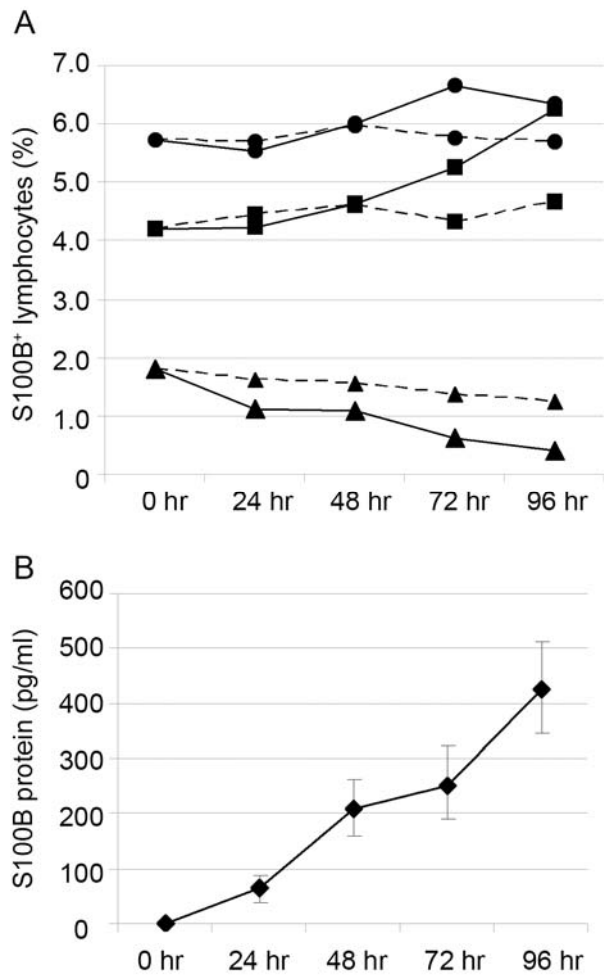 A
S100B⁺ lymphocytes (%)
7.0
6.0
5.0
4.0
3.0
2.0
1.0
0
0 hr 24 hr 48 hr 72 hr 96 hr
B
S100B protein (pg/ml)
600
500
400
300
200
100
0
0 hr 24 hr 48 hr 72 hr 96 hr